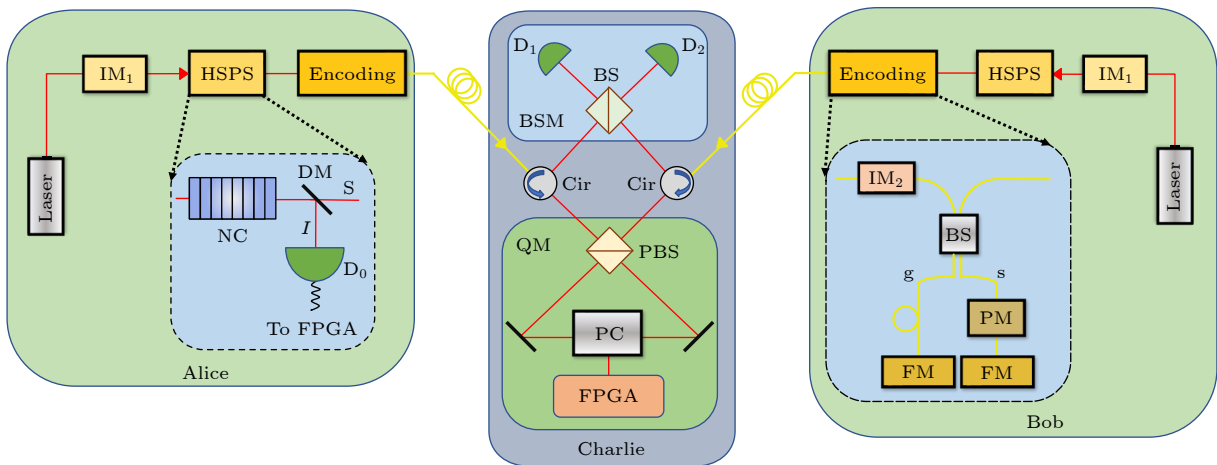 Laser
IM₁
HSPS
Encoding
NC
DM
S
I
D₀
To FPGA
Alice
D₁
D₂
BS
BSM
Cir
Cir
QM
PBS
PC
FPGA
Charlie
Encoding
HSPS
IM₁
Laser
IM₂
BS
g
s
PM
FM
FM
Bob